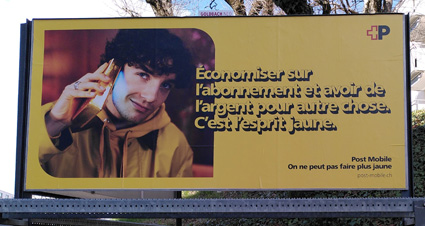 GOLDBACH
P
Économiser sur
l'abonnement et avoir de
l'argent pour autre chose.
C'est l'esprit jaune.
Post Mobile
On ne peut pas faire plus jaune
post-mobile.ch